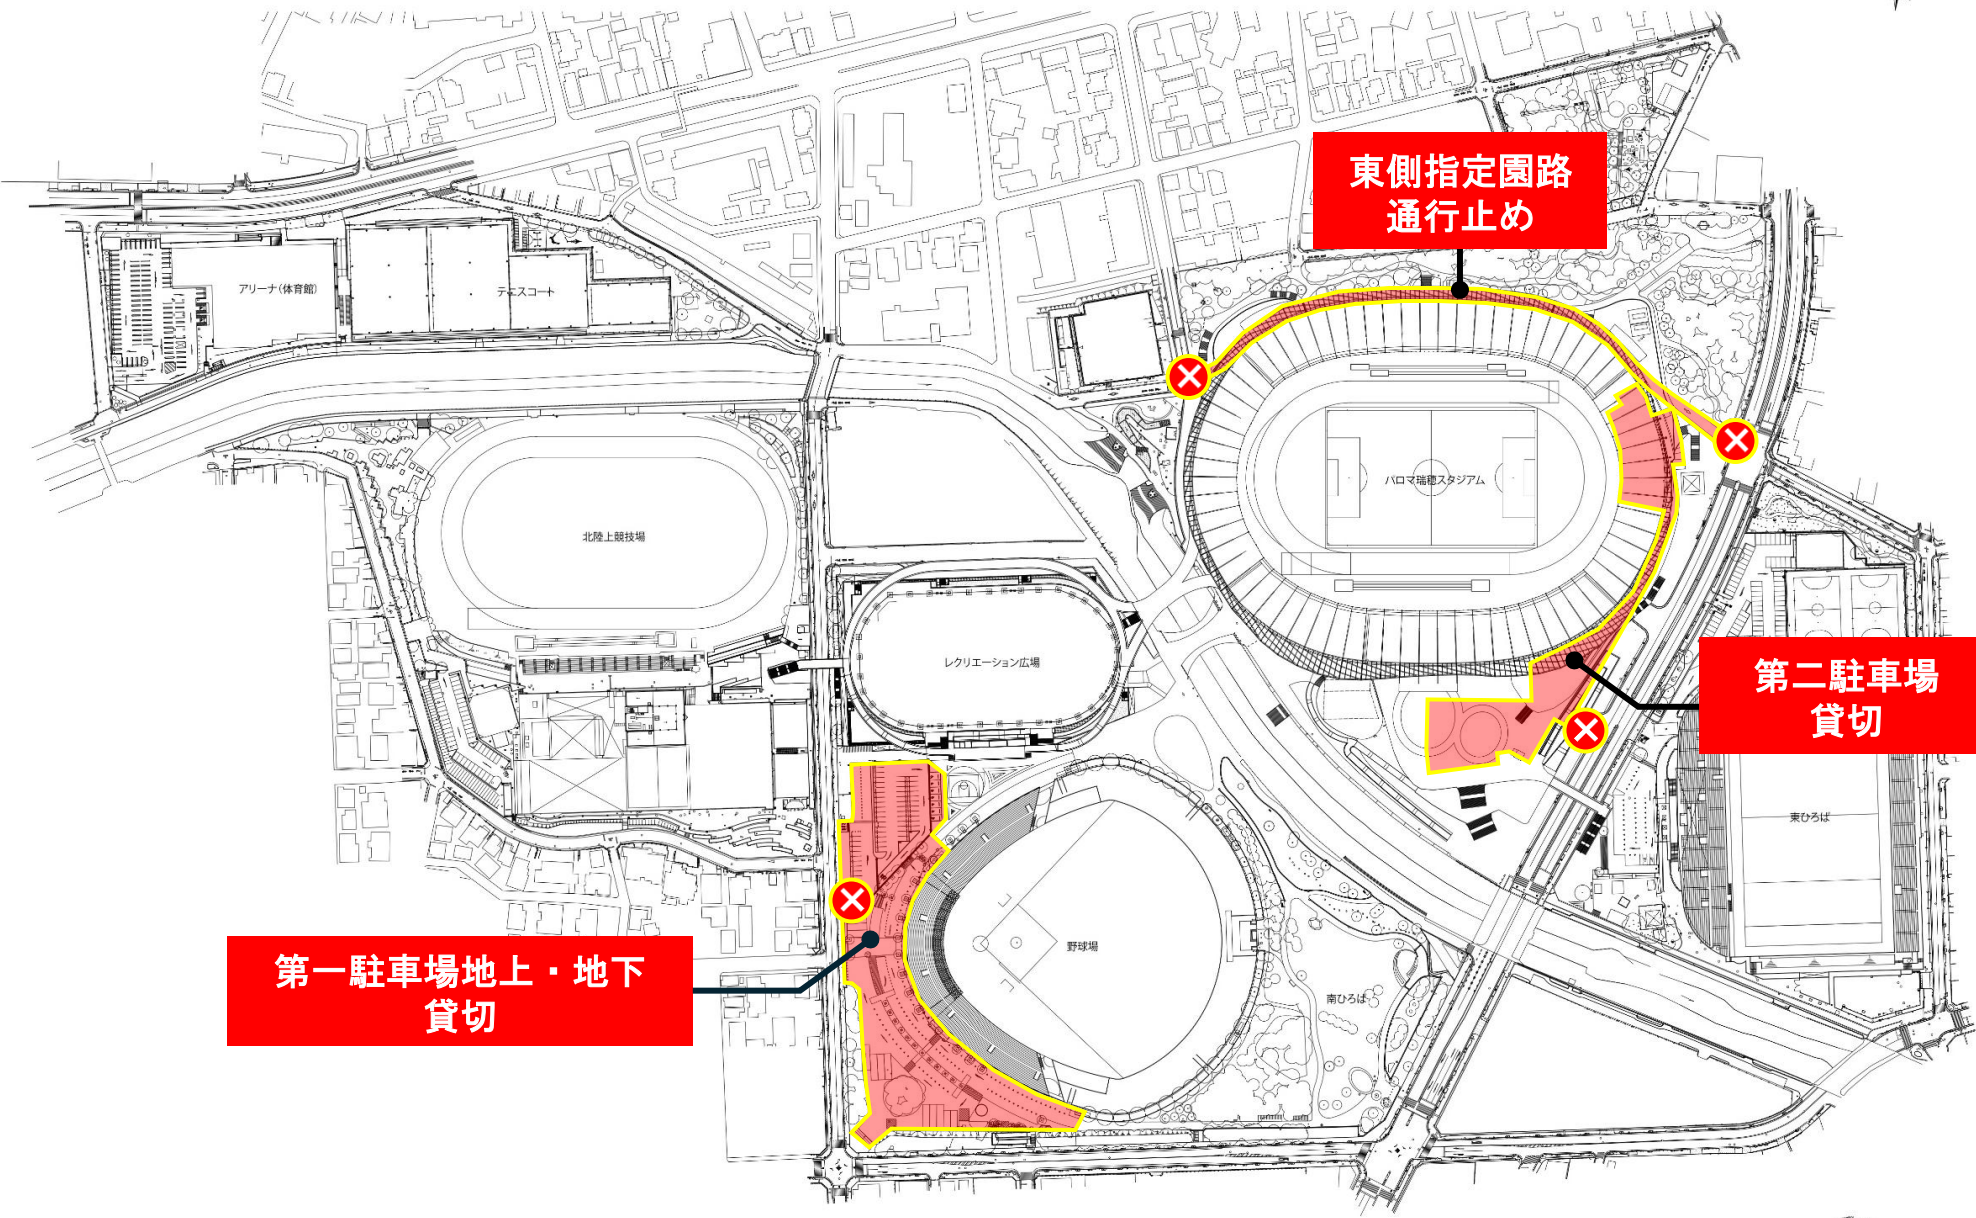 東側指定園路
通行止め
アリーナ(体育館)
テニスコート
パロマ瑞穂スタジアム
北陸上競技場
レクリエーション広場
第二駐車場
貸切
東ひろば
野球場
第一駐車場地上・地下
貸切
南ひろば